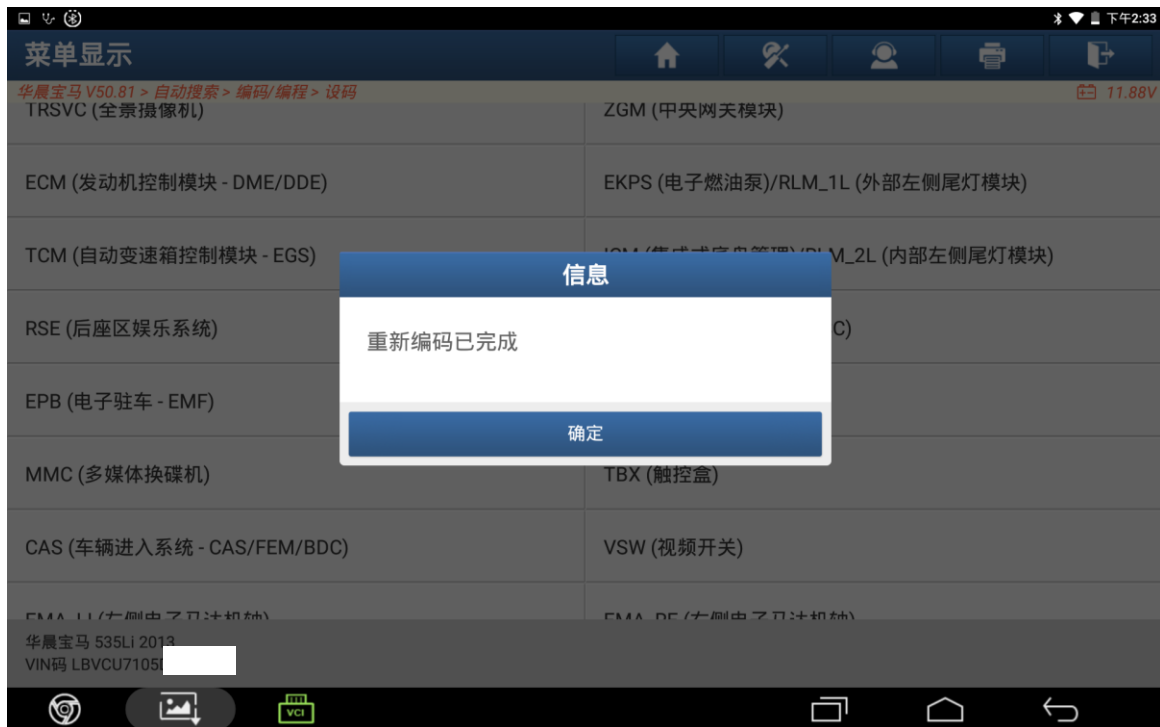 下午2:33
菜单显示
华晨宝马 V50.81 > 自动搜索 > 编码/编程 > 设码
11.88V
TRSVC (全景摄像机)
ZGM (中央网关模块)
ECM (发动机控制模块 - DME/DDE)
EKPS (电子燃油泵)/RLM_1L (外部左侧尾灯模块)
TCM (自动变速箱控制模块 - EGS)
M_2L (内部左侧尾灯模块)
信息
RSE (后座区娱乐系统)
C)
重新编码已完成
EPB (电子驻车 - EMF)
确定
MMC (多媒体换碟机)
TBX (触控盒)
CAS (车辆进入系统 - CAS/FEM/BDC)
VSW (视频开关)
华晨宝马 535Li 2013
VIN码 LBVCU7105
VCI